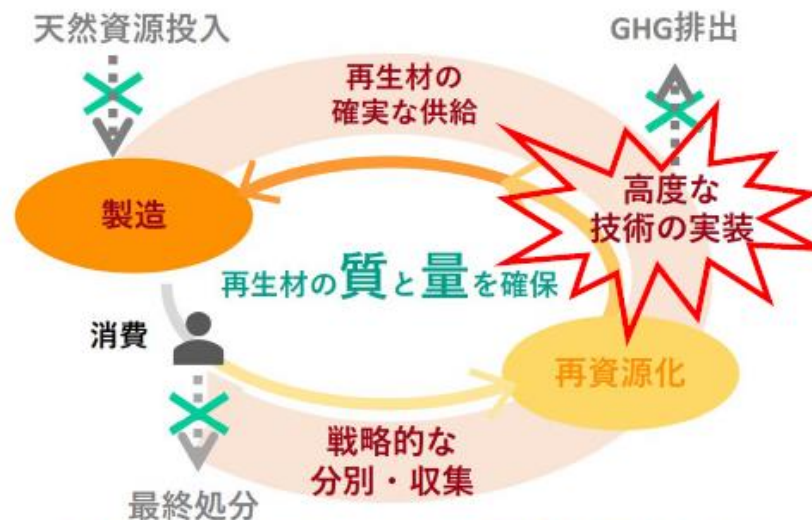 天然資源投入
GHG排出
再生材の
確実な供給
高度な
技術の実装
製造
再生材の質と量を確保
消費
再資源化
戦略的な
分別・収集
最終処分